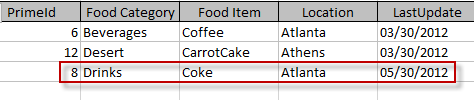 PrimeId Food Category Food Item Location LastUpdate
6 Beverages Coffee Atlanta 03/30/2012
12 Desert CarrotCake Athens 03/30/2012
8 Drinks Coke Atlanta 05/30/2012